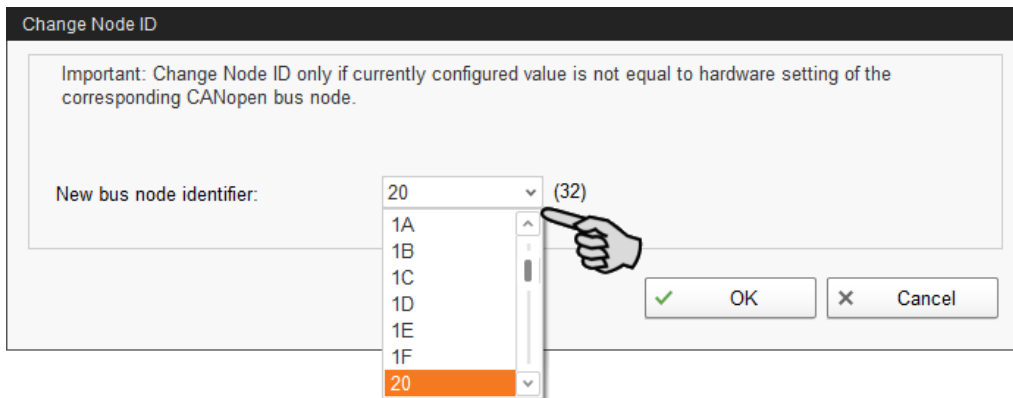 Change Node ID
Important: Change Node ID only if currently configured value is not equal to hardware setting of the
corresponding CANopen bus node.
New bus node identifier: 20 (32)
1A
1B
1C
1D
1E
1F
20
OK Cancel